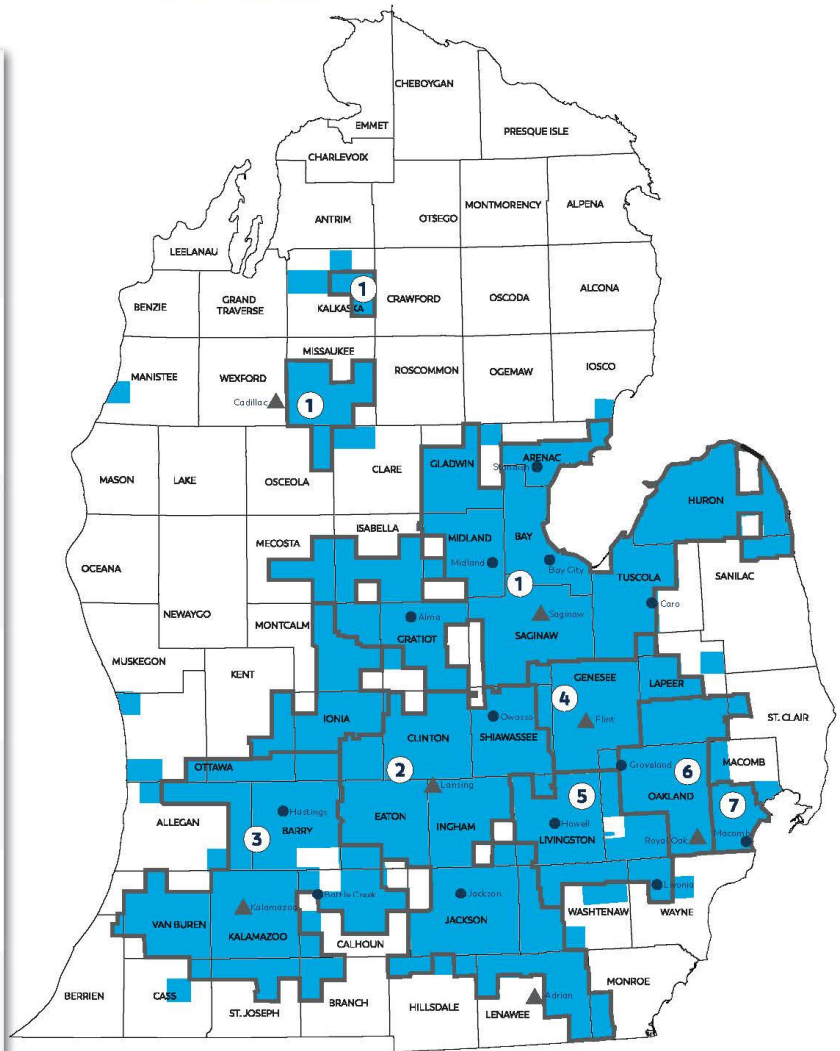 CHEBOYGAN
EMMET
PRESQUE ISLE
CHARLEVOIX
ANTRIM
OTSEGO
MONTMORENCY
ALPENA
LEELANAU
1
BENZIE
GRAND
TRAVERSE
KALKASKA
CRAWFORD
OSCODA
ALCONA
MISSAUKEE
MANISTEE
WEXFORD
ROSCOMMON
OGEMAW
IOSCO
Cadillac
1
MASON
LAKE
OSCEOLA
CLARE
GLADWIN
ARENAC
Standish
HURON
OCEANA
MECOSTA
ISABELLA
MIDLAND
BAY
Midland
Bay City
TUSCOLA
SANILAC
1
NEWAYGO
MONTCALM
Alma
GRATIOT
Saginaw
SAGINAW
Caro
MUSKEGON
KENT
GENESEE
LAPEER
4
IONIA
Owosso
Flint
ST. CLAIR
CLINTON
SHIAWASSEE
OTTAWA
2
Groveland
6
MACOMB
Lansing
OAKLAND
ALLEGAN
Hastings
BARRY
EATON
INGHAM
5
Howell
LIVINGSTON
7
Royal Oak
Macomb
3
VAN BUREN
Kalamazoo
KALAMAZOO
Battle Creek
Jackson
JACKSON
Livonia
WASHTENAW
WAYNE
CALHOUN
BERRIEN
CASS
ST. JOSEPH
BRANCH
HILLSDALE
LENAWEE
Adrian
MONROE